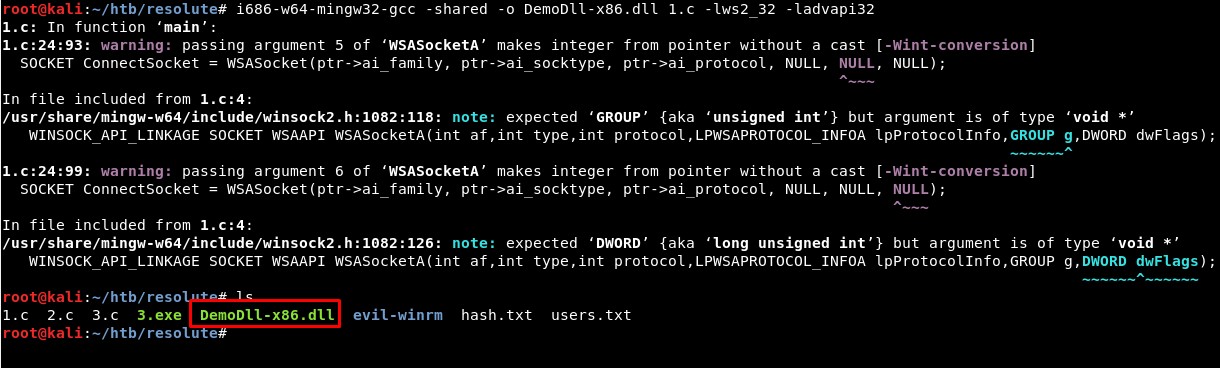 root@kali:~/htb/resolute# i686-w64-mingw32-gcc -shared -o DemoDll-x86.dll 1.c -lws2_32 -ladvapi32
1.c: In function ‘main’:
1.c:24:93: warning: passing argument 5 of ‘WSASocketA’ makes integer from pointer without a cast [-Wint-conversion]
  SOCKET ConnectSocket = WSASocket(ptr->ai_family, ptr->ai_socktype, ptr->ai_protocol, NULL, NULL, NULL);
^~~~
In file included from 1.c:4:
/usr/share/mingw-w64/include/winsock2.h:1082:118: note: expected ‘GROUP’ {aka ‘unsigned int’} but argument is of type ‘void *’
   WINSOCK_API_LINKAGE SOCKET WSAAPI WSASocketA(int af,int type,int protocol,LPWSAPROTOCOL_INFOA lpProtocolInfo,GROUP g,DWORD dwFlags);
~~~~~~^
1.c:24:99: warning: passing argument 6 of ‘WSASocketA’ makes integer from pointer without a cast [-Wint-conversion]
  SOCKET ConnectSocket = WSASocket(ptr->ai_family, ptr->ai_socktype, ptr->ai_protocol, NULL, NULL, NULL);
^~~~
In file included from 1.c:4:
/usr/share/mingw-w64/include/winsock2.h:1082:126: note: expected ‘DWORD’ {aka ‘long unsigned int’} but argument is of type ‘void *’
   WINSOCK_API_LINKAGE SOCKET WSAAPI WSASocketA(int af,int type,int protocol,LPWSAPROTOCOL_INFOA lpProtocolInfo,GROUP g,DWORD dwFlags);
~~~~~~^~~~~~~
root@kali:~/htb/resolute# ls
1.c  2.c  3.c  3.exe  DemoDll-x86.dll  evil-winrm  hash.txt  users.txt
root@kali:~/htb/resolute#